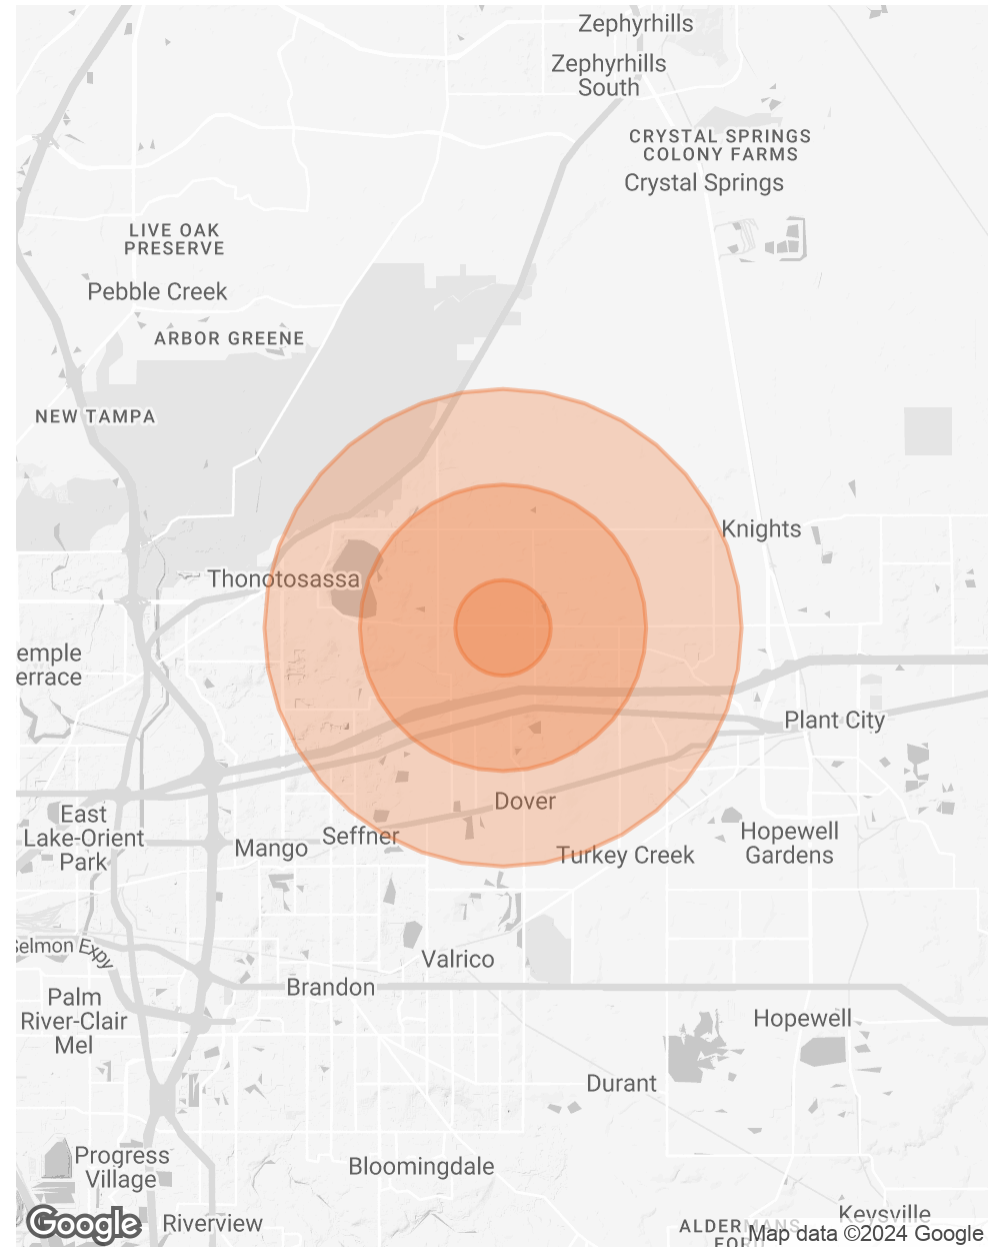 Zephyrhills
Zephyrhills
South
CRYSTAL SPRINGS
COLONY FARMS
Crystal Springs
LIVE OAK
PRESERVE
Pebble Creek
ARBOR GREENE
NEW TAMPA
Knights
Thonotosassa
emple
errace
Plant City
Dover
East
Lake-Orient
Park
Seffner
Mango
Turkey Creek
Hopewell
Gardens
Selmon Expy
Valrico
Brandon
Palm
River-Clair
Mel
Hopewell
Durant
Progress
Village
Bloomingdale
Google
Riverview
Keysville
ALDERMANS
FORD
Map data ©2024 Google